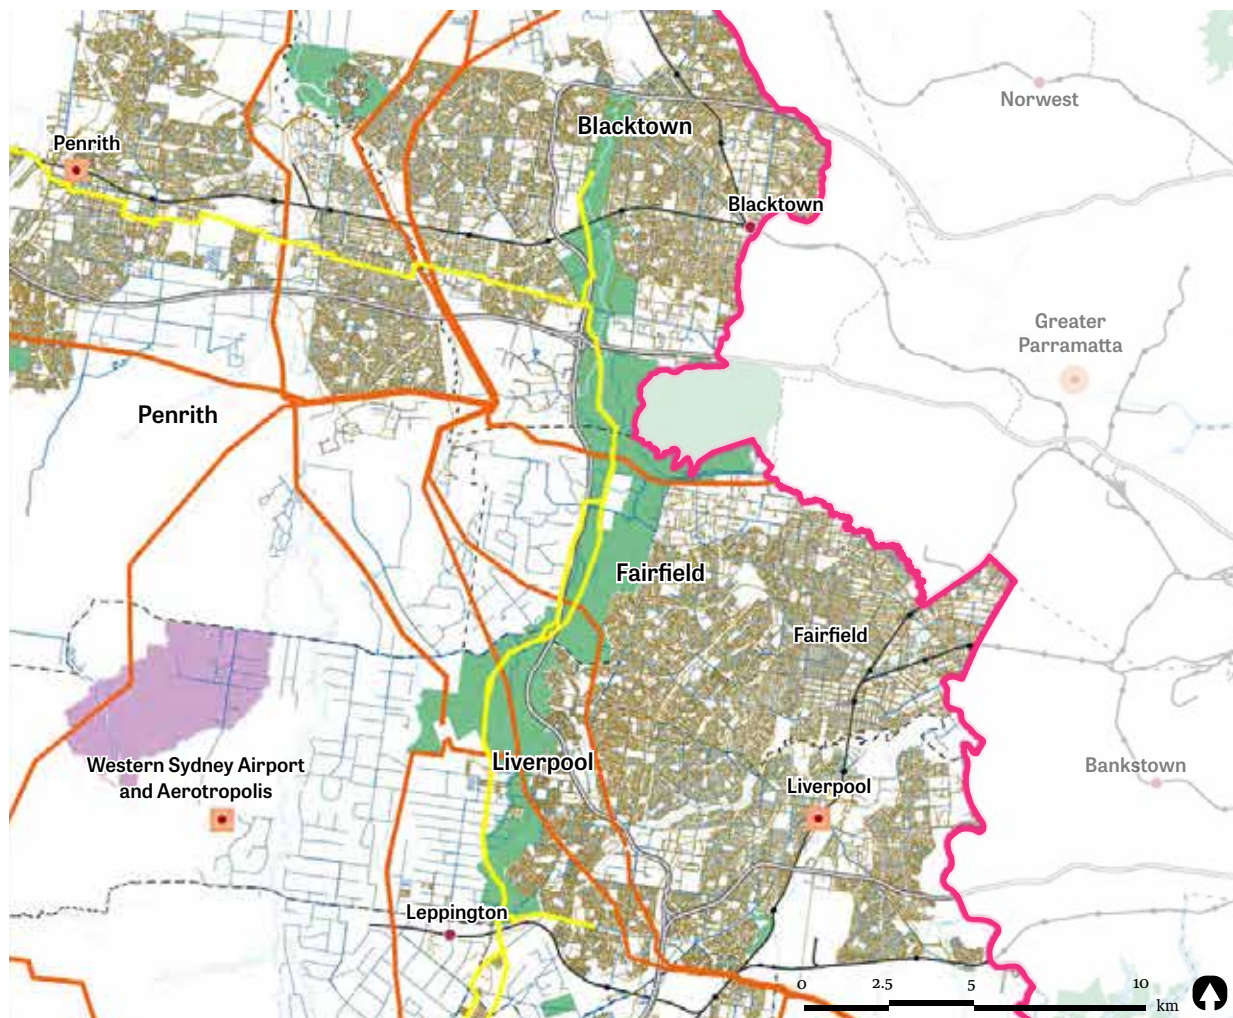 Norwest
Blacktown
Penrith
Blacktown
Greater
Parramatta
Penrith
Fairfield
Fairfield
Western Sydney Airport
and Aerotropolis
Liverpool
Bankstown
Liverpool
Leppington
0 2.5 5 10
km